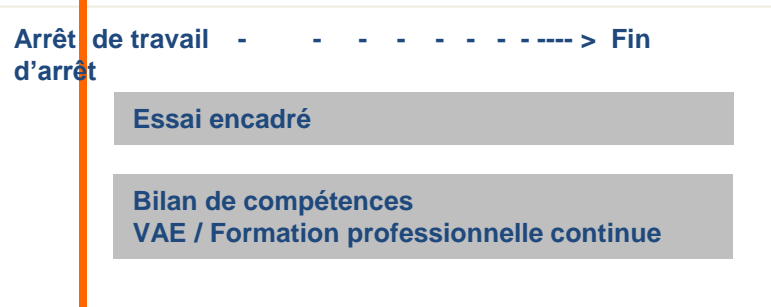 Arrêt de travail - - - - - - - - ---- > Fin
d'arrêt
Essai encadré
Bilan de compétences
VAE / Formation professionnelle continue